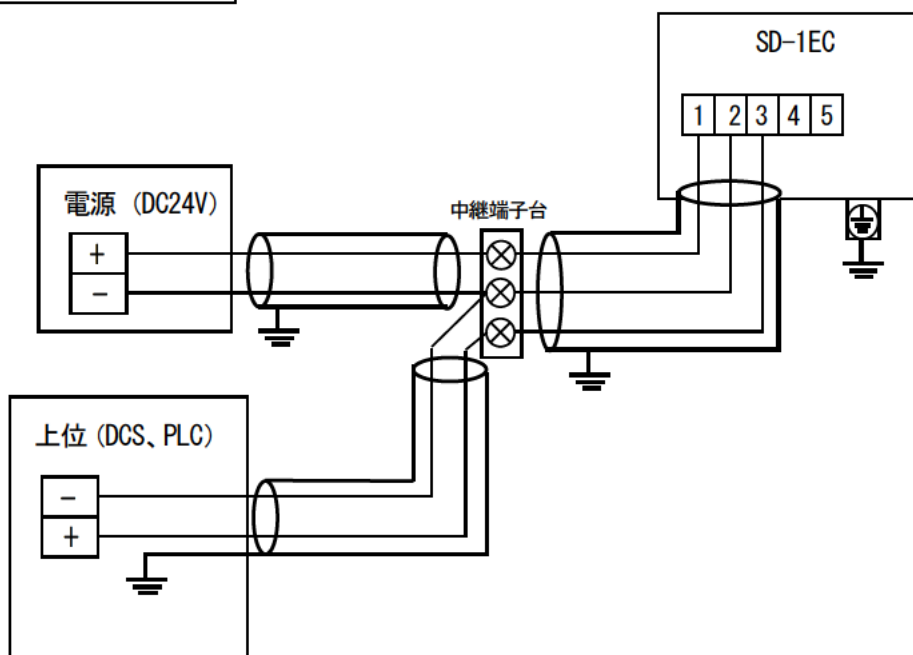 SD-1EC
1 2 3 4 5
電源 (DC24V)
+
-
中継端子台
上位(DCS、PLC)
-
+